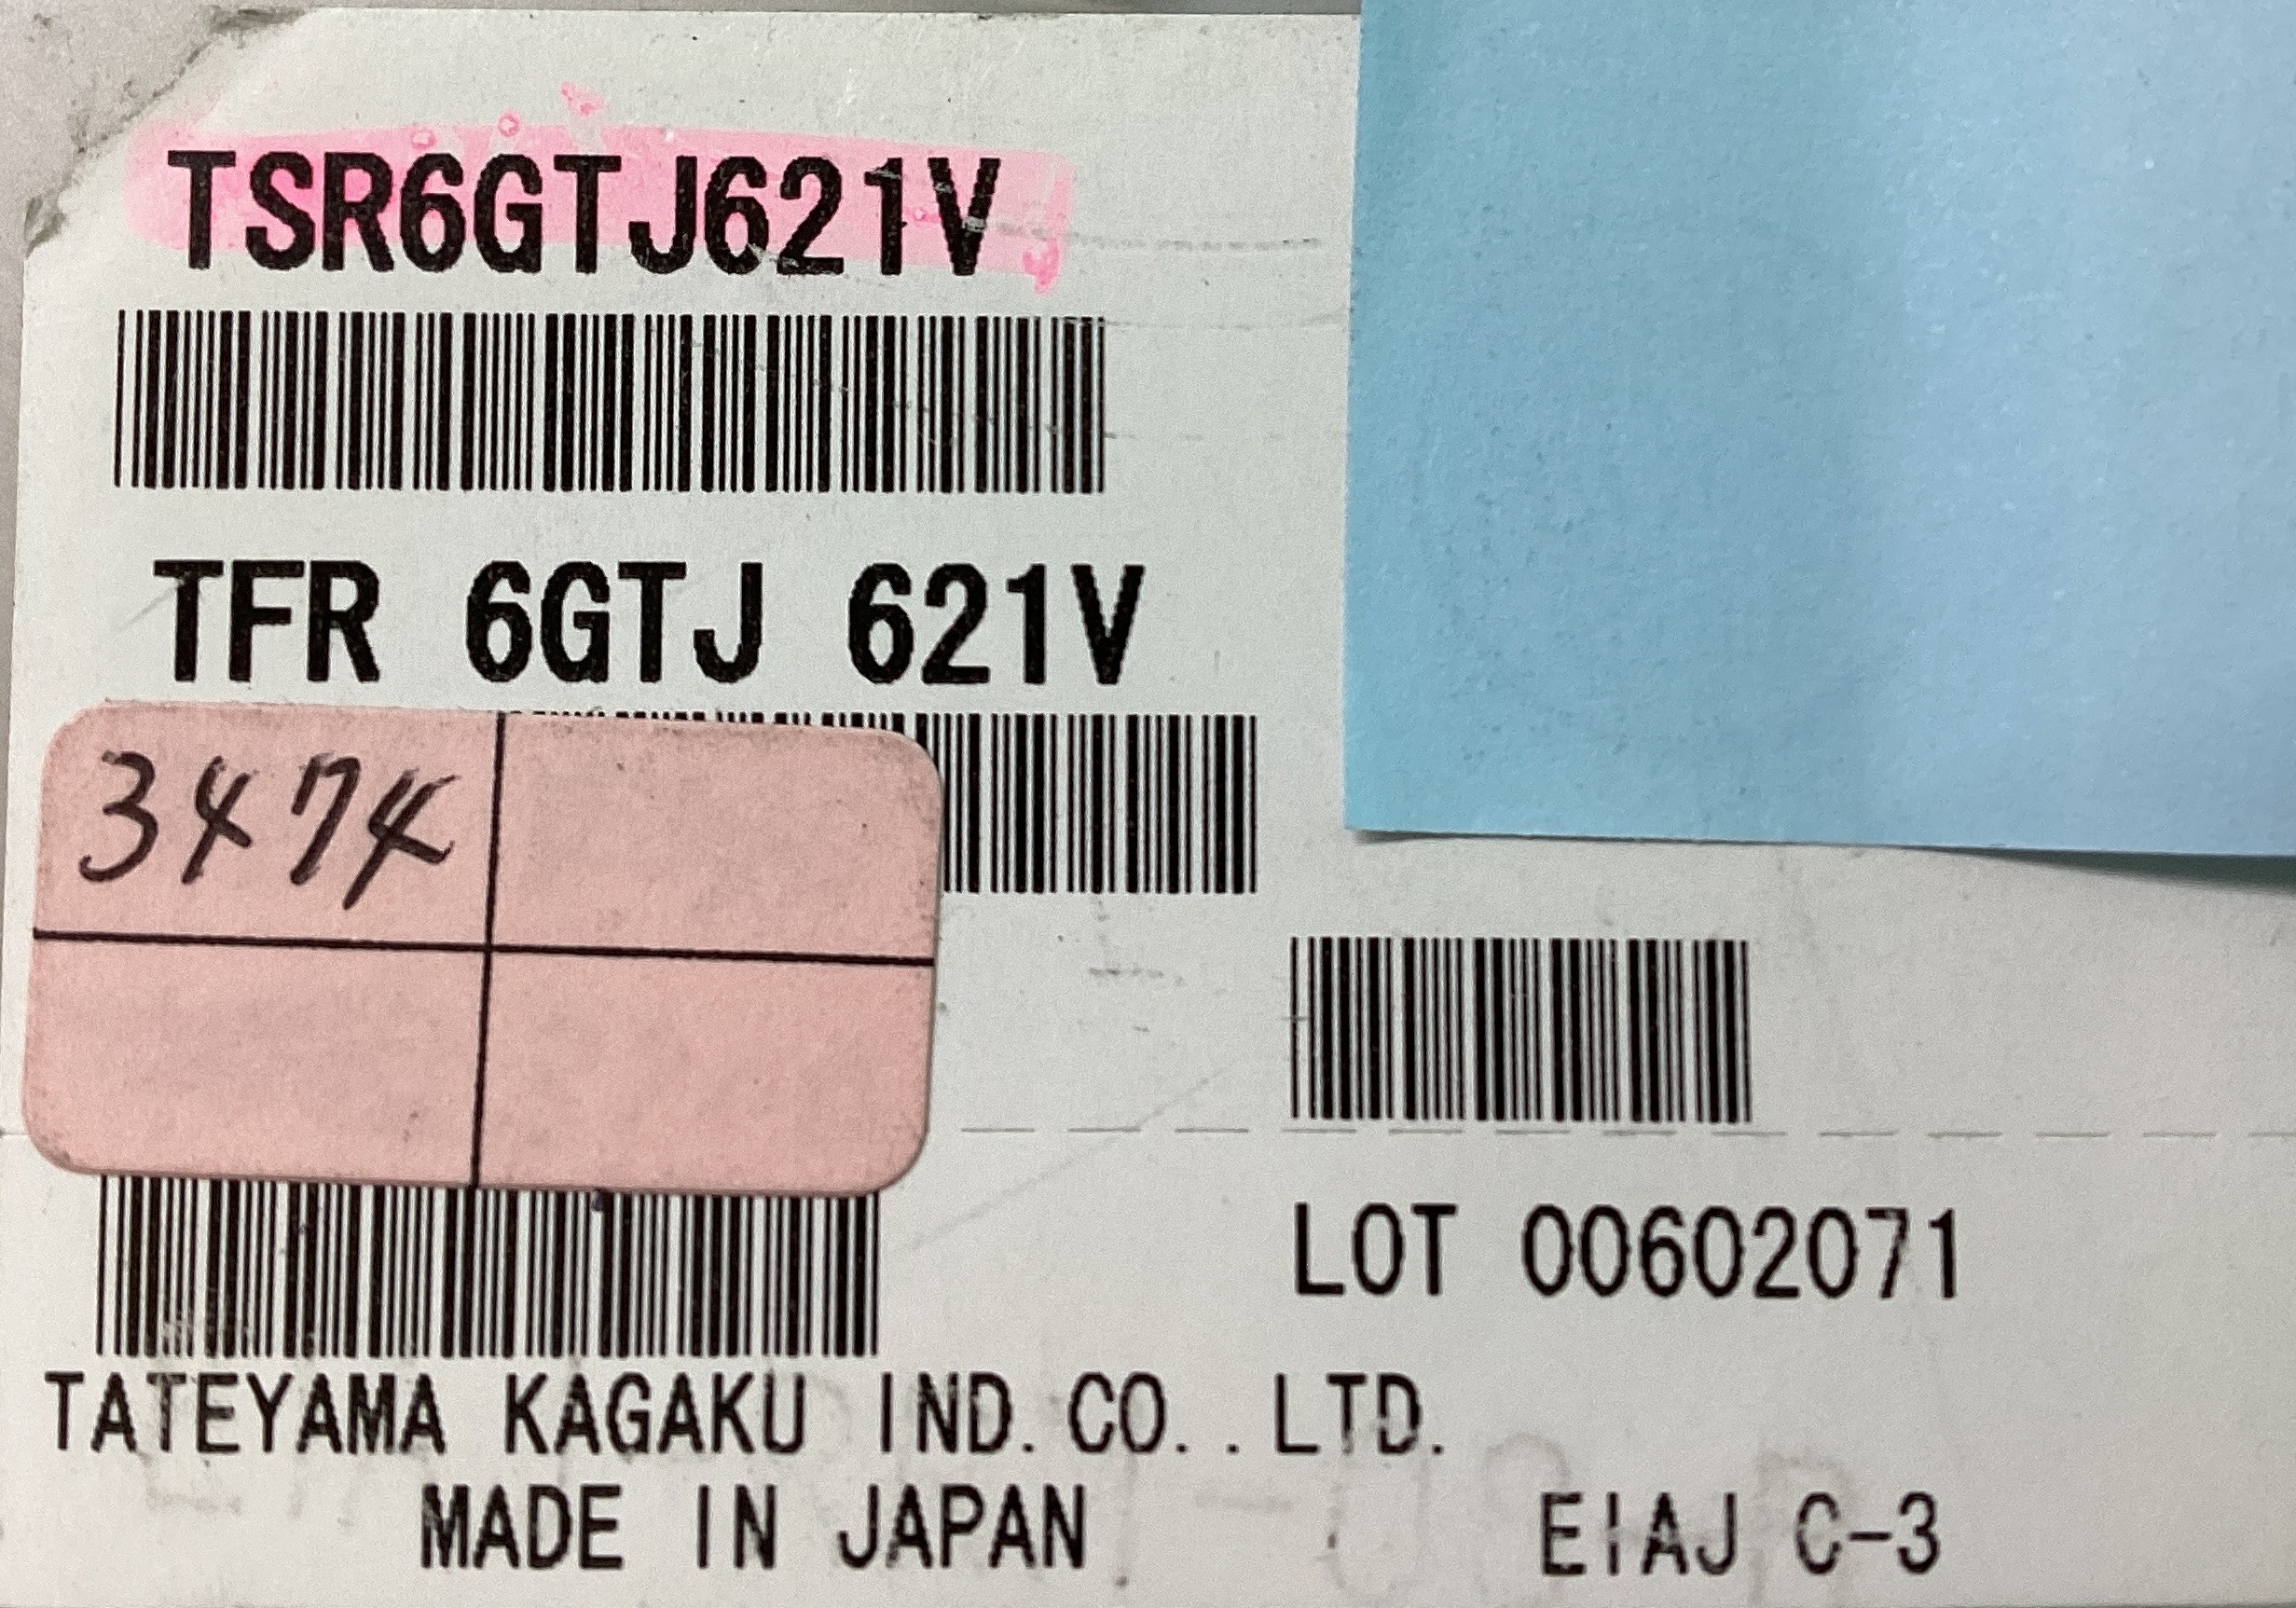 TSR6GTJ621V
TFR 6GTJ 621V
3474
LOT 00602071
TATEYAMA KAGAKU IND.CO..LTD.
MADE IN JAPAN
EIAJ C-3